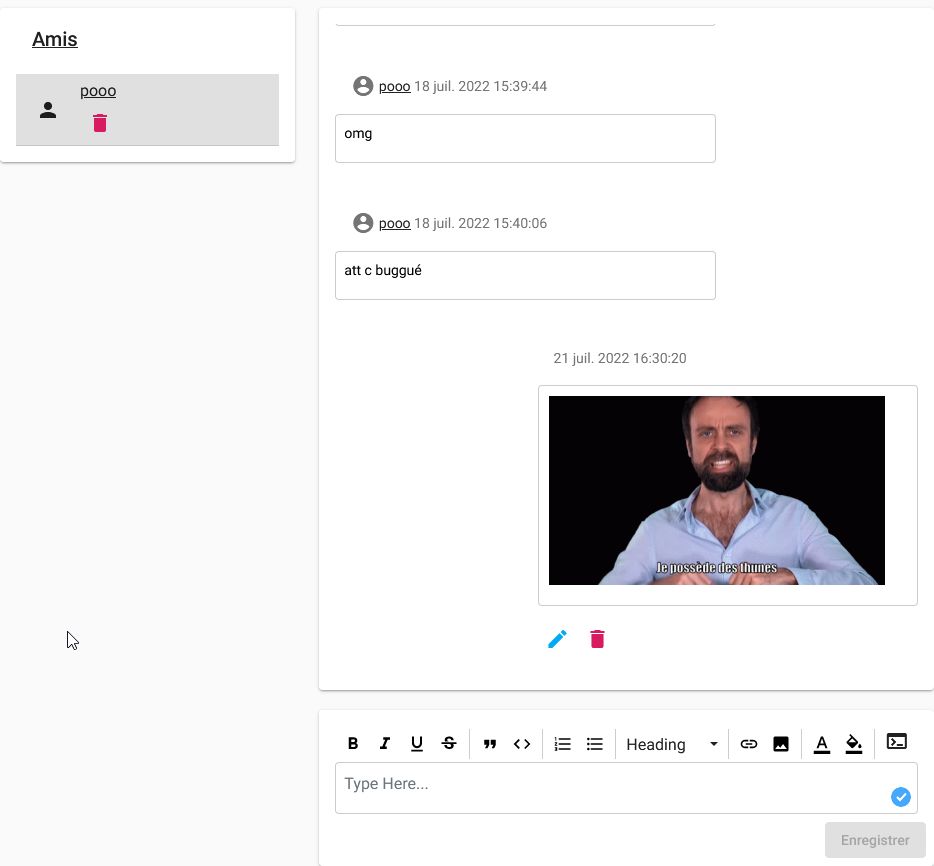 Amis
pooo
pooo 18 juil. 2022 15:39:44
omg
pooo 18 juil. 2022 15:40:06
att c buggué
21 juil. 2022 16:30:20
Je possède des thunes
B I U S Heading A
Type Here...
Enregistrer